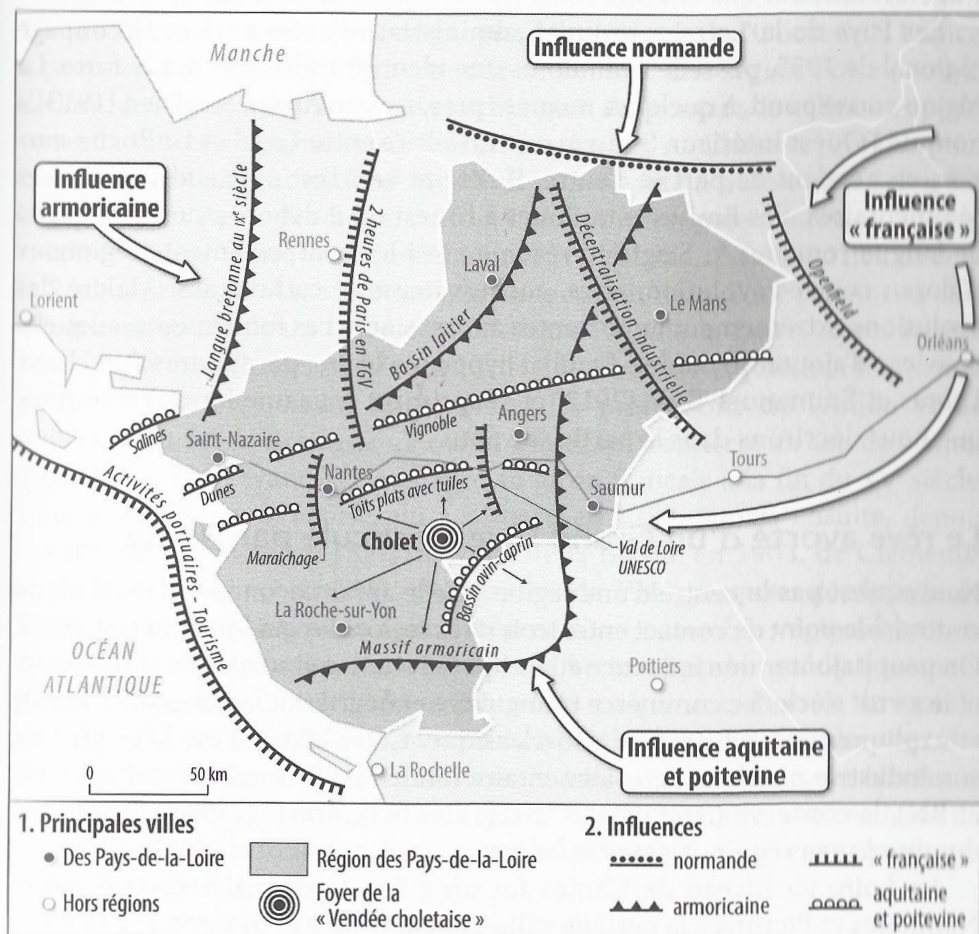 Manche
Influence normande
Influence
armoricaine
Influence
« française »
Langue bretonne au IXᵉ siècle
2 heures de Paris en TGV
Rennes
Laval
Bassin laitier
Décentralisation industrielle
Openfield
Le Mans
Lorient
Orléans
Salines
Saint-Nazaire
Vignoble
Angers
Tours
Dunes
Nantes
Toits plats avec tuiles
Saumur
Activités portuaires - Tourisme
Maraîchage
Cholet
Bassin ovin-caprin
Val de Loire
UNESCO
La Roche-sur-Yon
Massif armoricain
OCÉAN
ATLANTIQUE
Poitiers
Influence aquitaine
et poitevine
La Rochelle
0 50 km
1. Principales villes
Des Pays-de-la-Loire
Hors régions
Région des Pays-de-la-Loire
Foyer de la
« Vendée choletaise »
2. Influences
normande
armoricaine
« française »
aquitaine
et poitevine